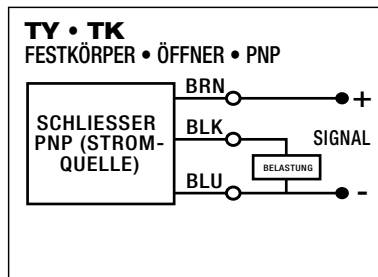 TY • TK
FESTKÖRPER • ÖFFNER • PNP
BRN
+
SCHLIESSER
PNP (STROM-
QUELLE)
BLK
SIGNAL
BELASTUNG
BLU
-